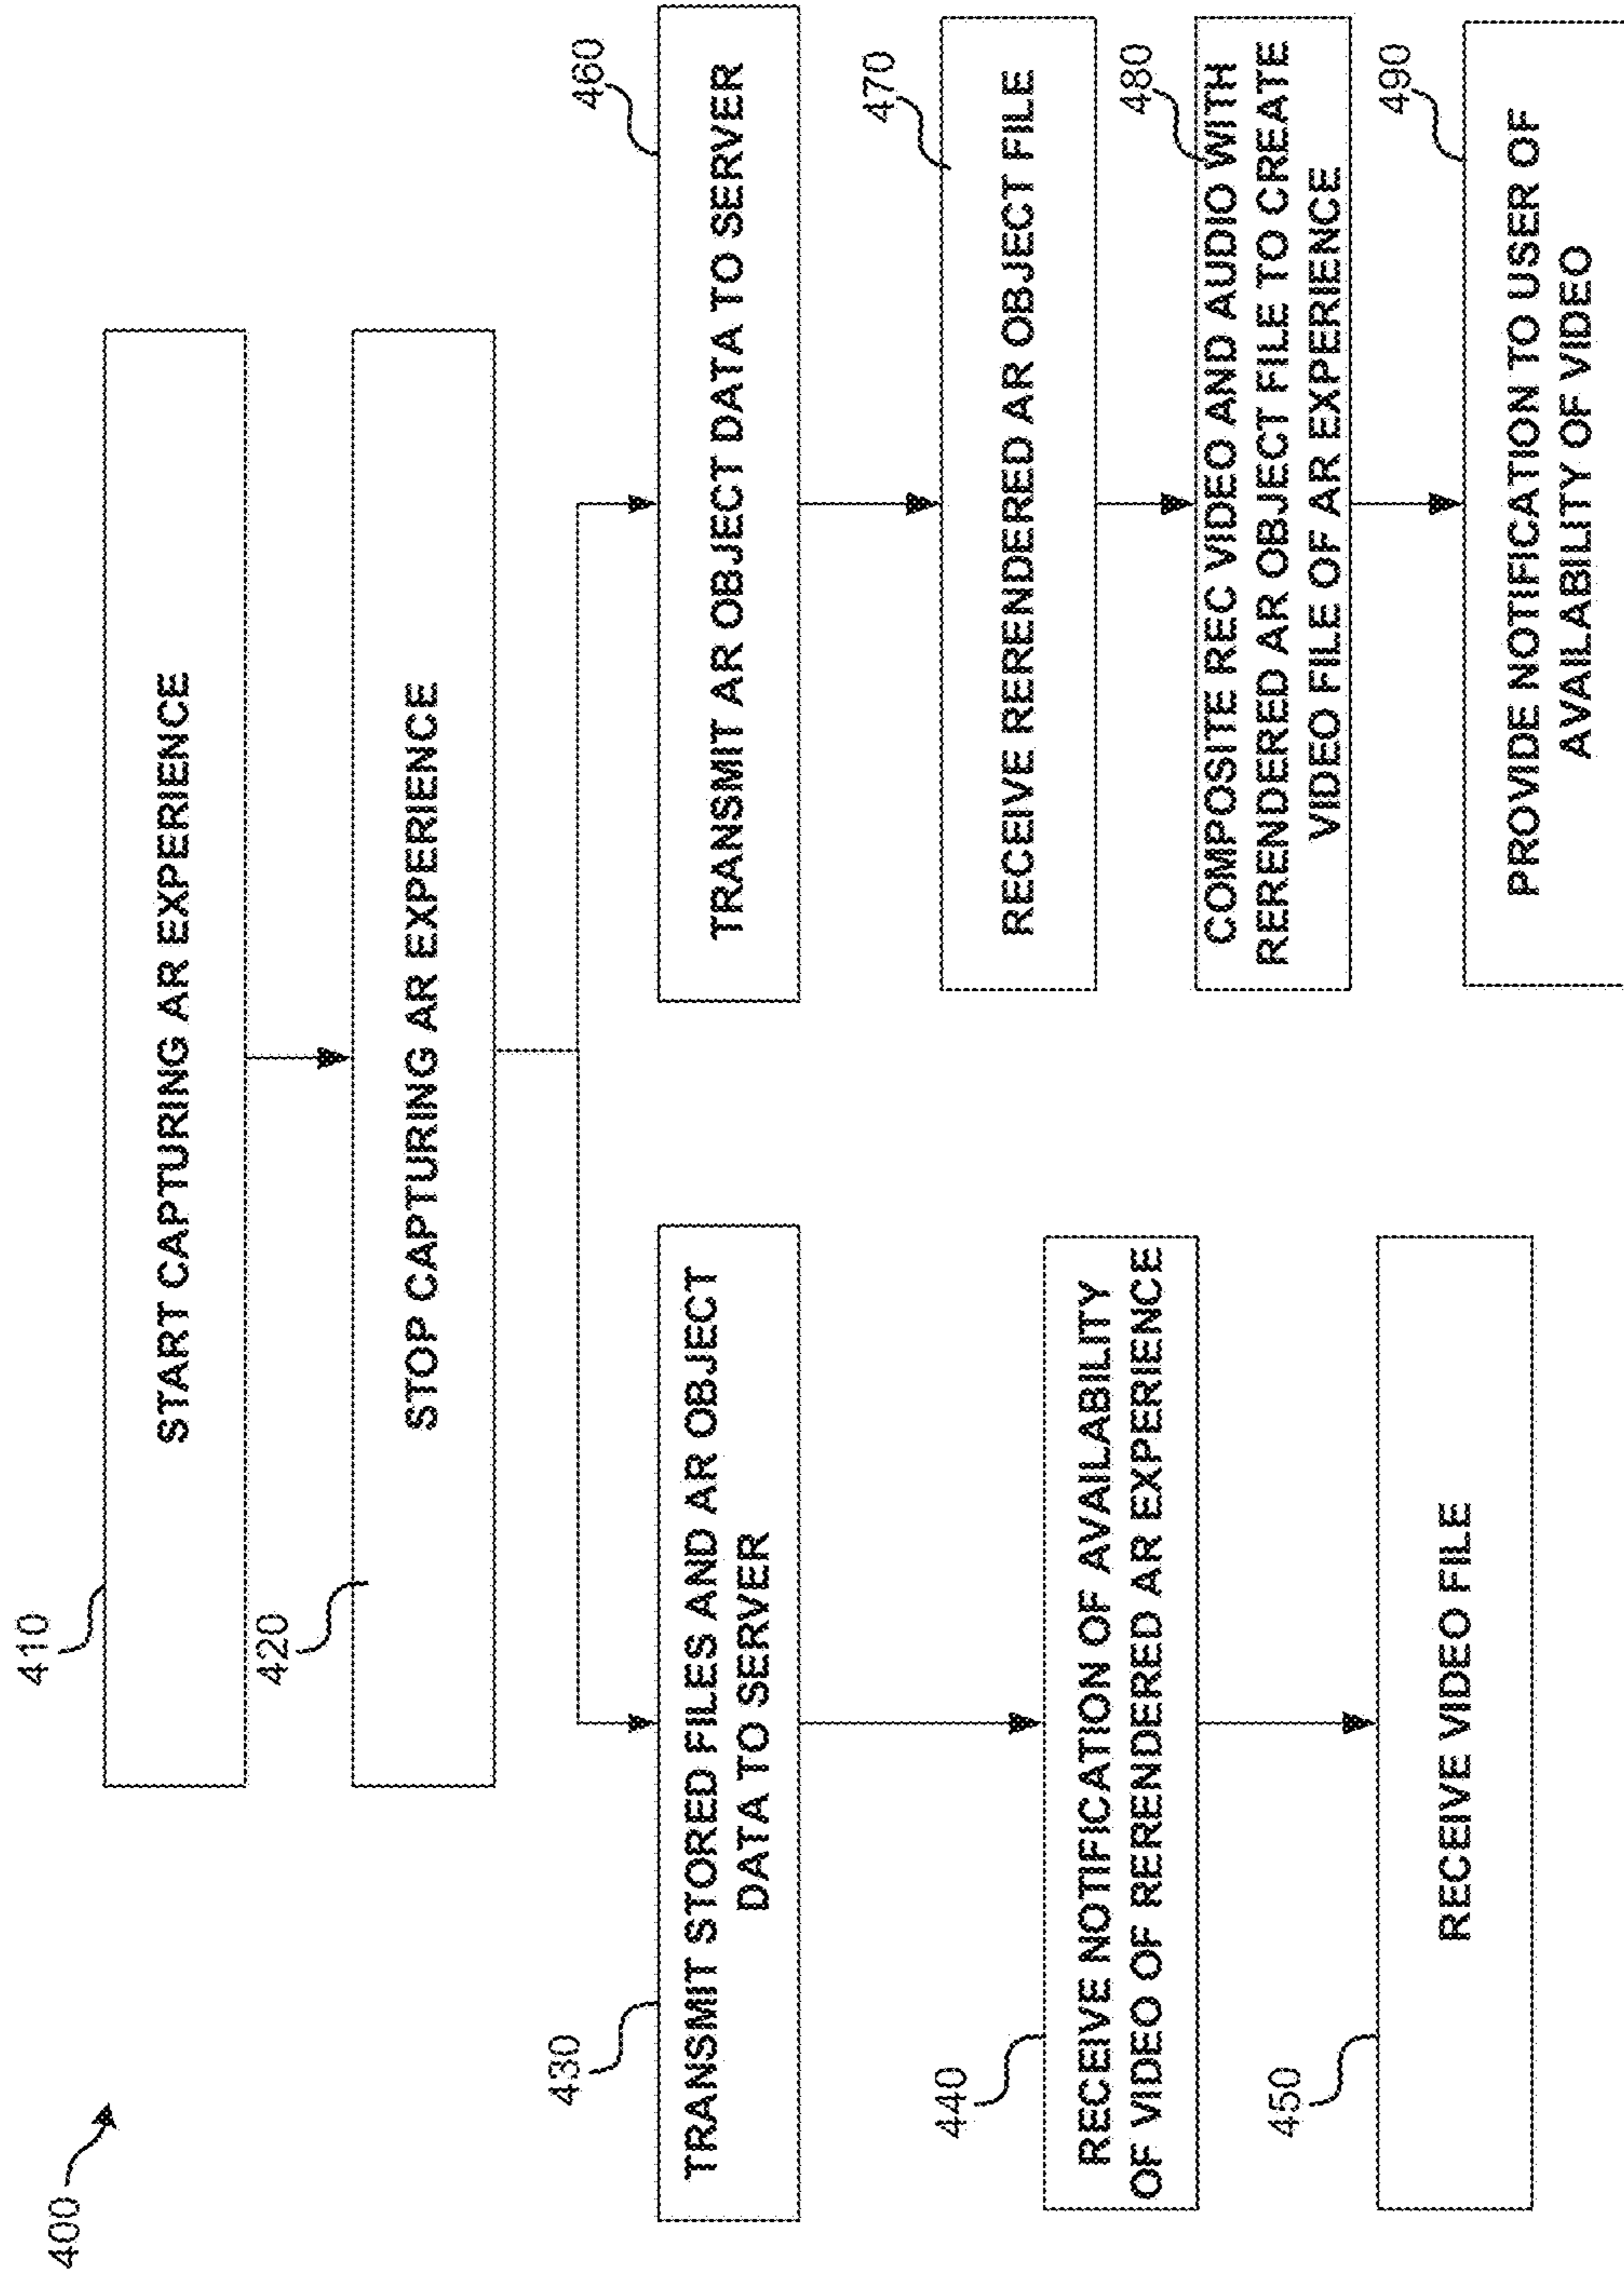 400
410
START CAPTURING AR EXPERIENCE
420
STOP CAPTURING AR EXPERIENCE
430
TRANSMIT STORED FILES AND AR OBJECT
DATA TO SERVER
440
RECEIVE NOTIFICATION OF AVAILABILITY
OF VIDEO OF RERENDERED AR EXPERIENCE
450
RECEIVE VIDEO FILE
460
TRANSMIT AR OBJECT DATA TO SERVER
470
RECEIVE RERENDERED AR OBJECT FILE
480
COMPOSITE REC VIDEO AND AUDIO WITH
RERENDERED AR OBJECT FILE TO CREATE
VIDEO FILE OF AR EXPERIENCE
490
PROVIDE NOTIFICATION TO USER OF
AVAILABILITY OF VIDEO